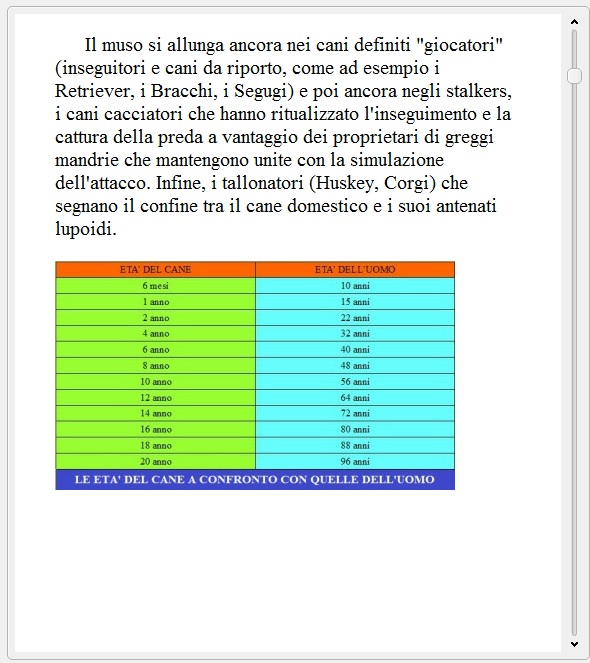 Il muso si allunga ancora nei cani definiti "giocatori"
(inseguitori e cani da riporto, come ad esempio i
Retriever, i Bracchi, i Segugi) e poi ancora negli stalkers,
i cani cacciatori che hanno ritualizzato l'inseguimento e la
cattura della preda a vantaggio dei proprietari di greggi
mandrie che mantengono unite con la simulazione
dell'attacco. Infine, i tallonatori (Huskey, Corgi) che
segnano il confine tra il cane domestico e i suoi antenati
lupoidi.
ETA' DEL CANE ETA' DELL'UOMO
6 mesi 10 anni
1 anno 15 anni
2 anno 22 anni
4 anno 32 anni
6 anno 40 anni
8 anno 48 anni
10 anno 56 anni
12 anno 64 anni
14 anno 72 anni
16 anno 80 anni
18 anno 88 anni
20 anno 96 anni
LE ETA' DEL CANE A CONFRONTO CON QUELLE DELL'UOMO